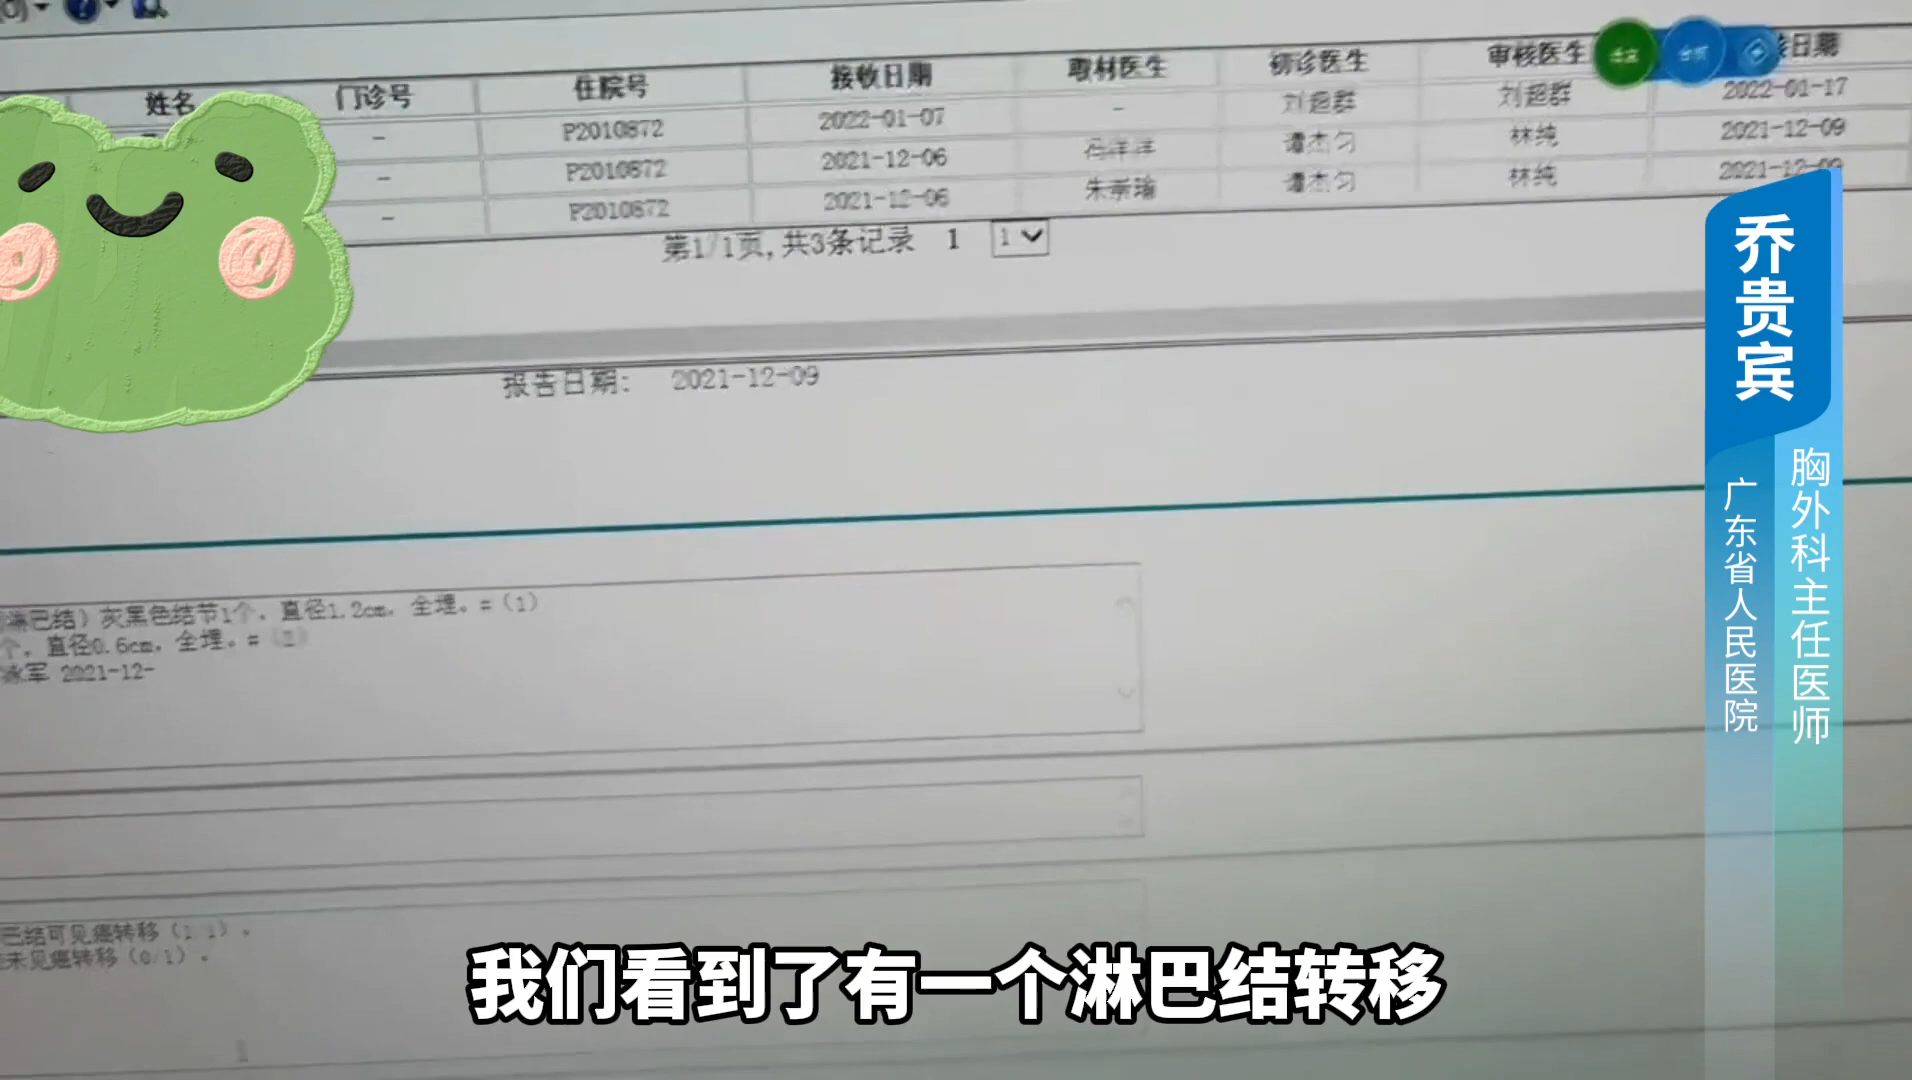 姓名 门诊号 住院号 接收日期 取材医生 初诊医生 审核医生 日期
- P2010872 2022-01-07 - 刘超群 刘超群 2022-01-17
- P2010872 2021-12-06 谭杰匀 林纯 2021-12-09
- P2010872 2021-12-06 朱崇瑜 谭杰匀 林纯 2021-12-09
第1/1页,共3条记录 1 1
报告日期: 2021-12-09
淋巴结）灰黑色结节1个，直径1.2cm，全埋。=（1）
个，直径0.6cm，全埋。=
军 2021-12-
巴结可见癌转移（1/1）。
未见癌转移（0/1）。
乔贵宾
胸外科主任医师
广东省人民医院
我们看到了有一个淋巴结转移